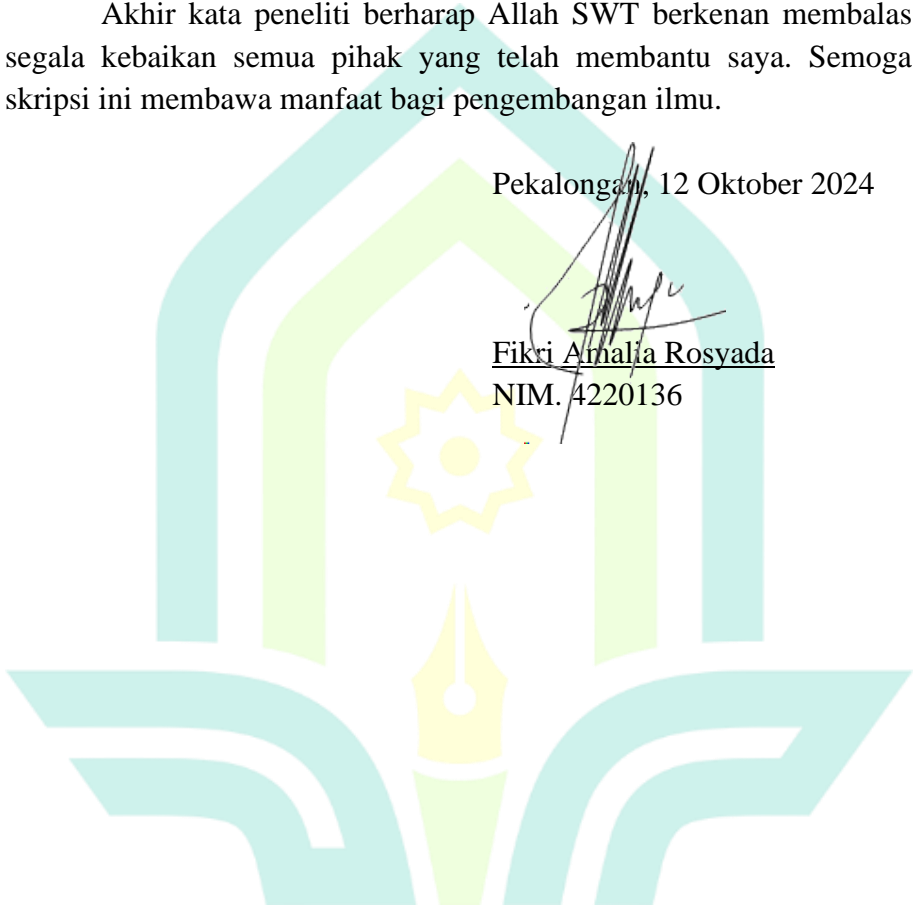 Akhir kata peneliti berharap Allah SWT berkenan membalas
segala kebaikan semua pihak yang telah membantu saya. Semoga
skripsi ini membawa manfaat bagi pengembangan ilmu.
Pekalongan, 12 Oktober 2024
Fikri Amalia Rosyada
NIM. 4220136